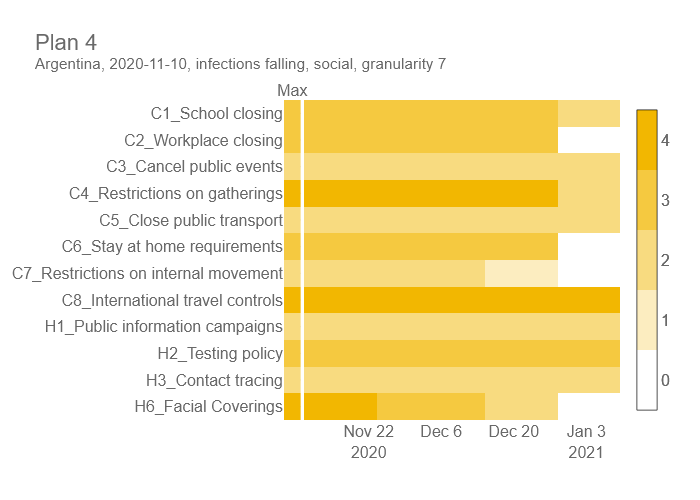 Plan 4
Argentina, 2020-11-10, infections falling, social, granularity 7
Max
C1_School closing
C2_Workplace closing
C3_Cancel public events
C4_Restrictions on gatherings
C5_Close public transport
C6_Stay at home requirements
C7_Restrictions on internal movement
C8_International travel controls
H1_Public information campaigns
H2_Testing policy
H3_Contact tracing
H6_Facial Coverings
Nov 22 Dec 6 Dec 20 Jan 3
2020 2021
4
3
2
1
0